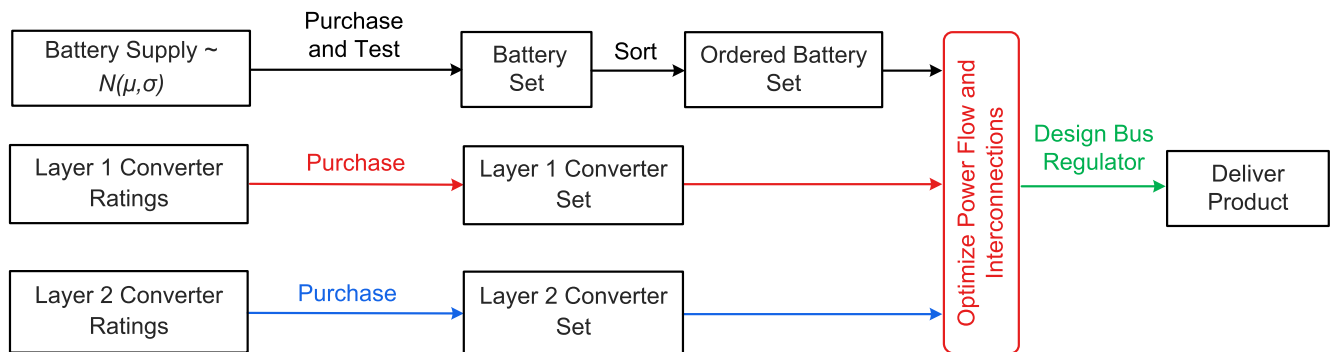 Battery Supply ~
N(μ,σ)
Purchase
and Test
Battery
Set
Sort
Ordered Battery
Set
Layer 1 Converter
Ratings
Purchase
Layer 1 Converter
Set
Layer 2 Converter
Ratings
Purchase
Layer 2 Converter
Set
Optimize Power Flow and
Interconnections
Design Bus
Regulator
Deliver
Product